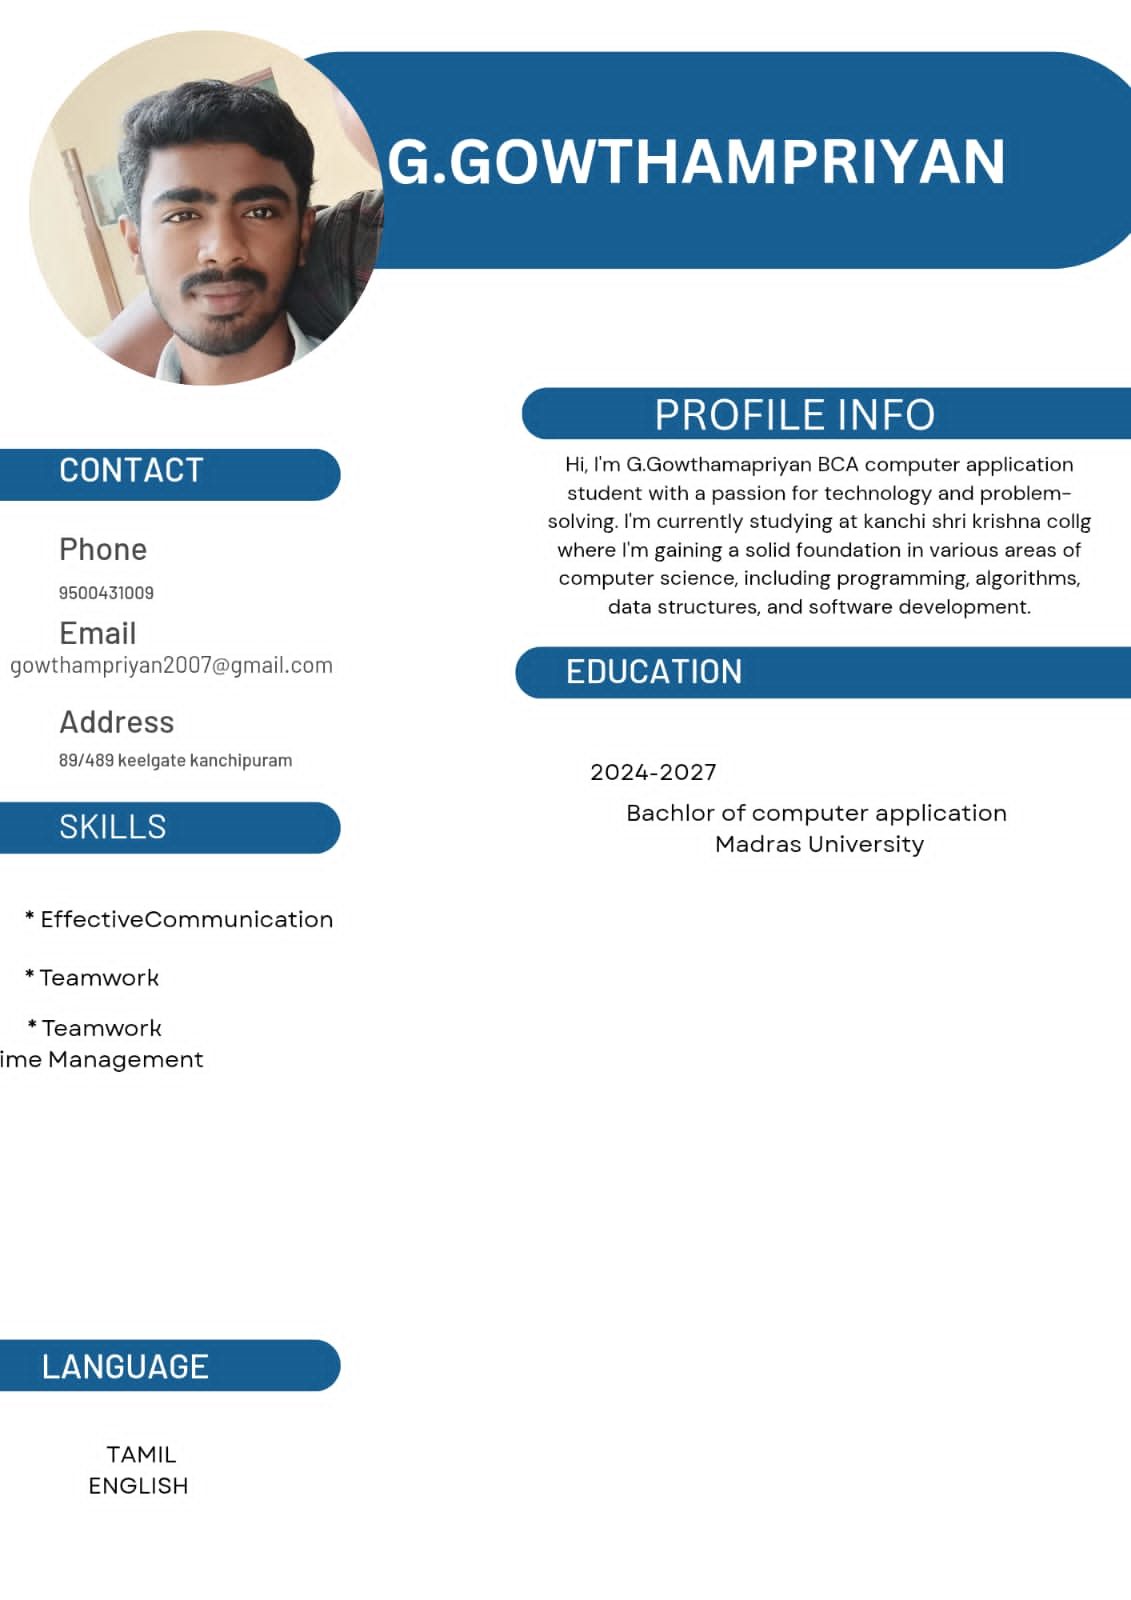 G.GOWTHAMPRIYAN
CONTACT
Phone
9500431009
Email
gowthampriyan2007@gmail.com
Address
89/489 keelgate kanchipuram
SKILLS
* EffectiveCommunication
* Teamwork
* Teamwork
ime Management
LANGUAGE
TAMIL
ENGLISH
PROFILE INFO
Hi, I'm G.Gowthamapriyan BCA computer application
student with a passion for technology and problem-
solving. I'm currently studying at kanchi shri krishna collg
where I'm gaining a solid foundation in various areas of
computer science, including programming, algorithms,
data structures, and software development.
EDUCATION
2024-2027
Bachlor of computer application
Madras University